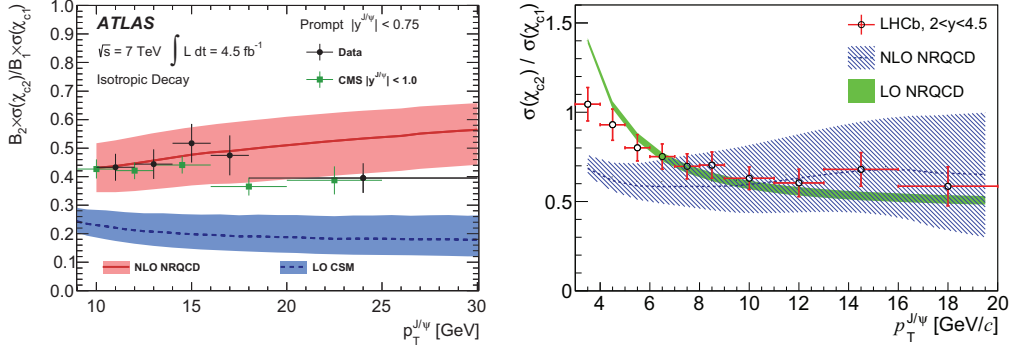 B₂×σ(χc2)/B₁×σ(χc1)
1.0
0.9
0.8
0.7
0.6
0.5
0.4
0.3
0.2
0.1
0.0
ATLAS
√s = 7 TeV ∫ L dt = 4.5 fb⁻¹
Isotropic Decay
Prompt |y^J/ψ| < 0.75
Data
CMS |y^J/ψ| < 1.0
NLO NRQCD
LO CSM
10 15 20 25 30
p_T^J/ψ [GeV]
σ(χc2) / σ(χc1)
1.5
1
0.5
0
LHCb, 2<y<4.5
NLO NRQCD
LO NRQCD
4 6 8 10 12 14 16 18 20
p_T^J/ψ [GeV/c]